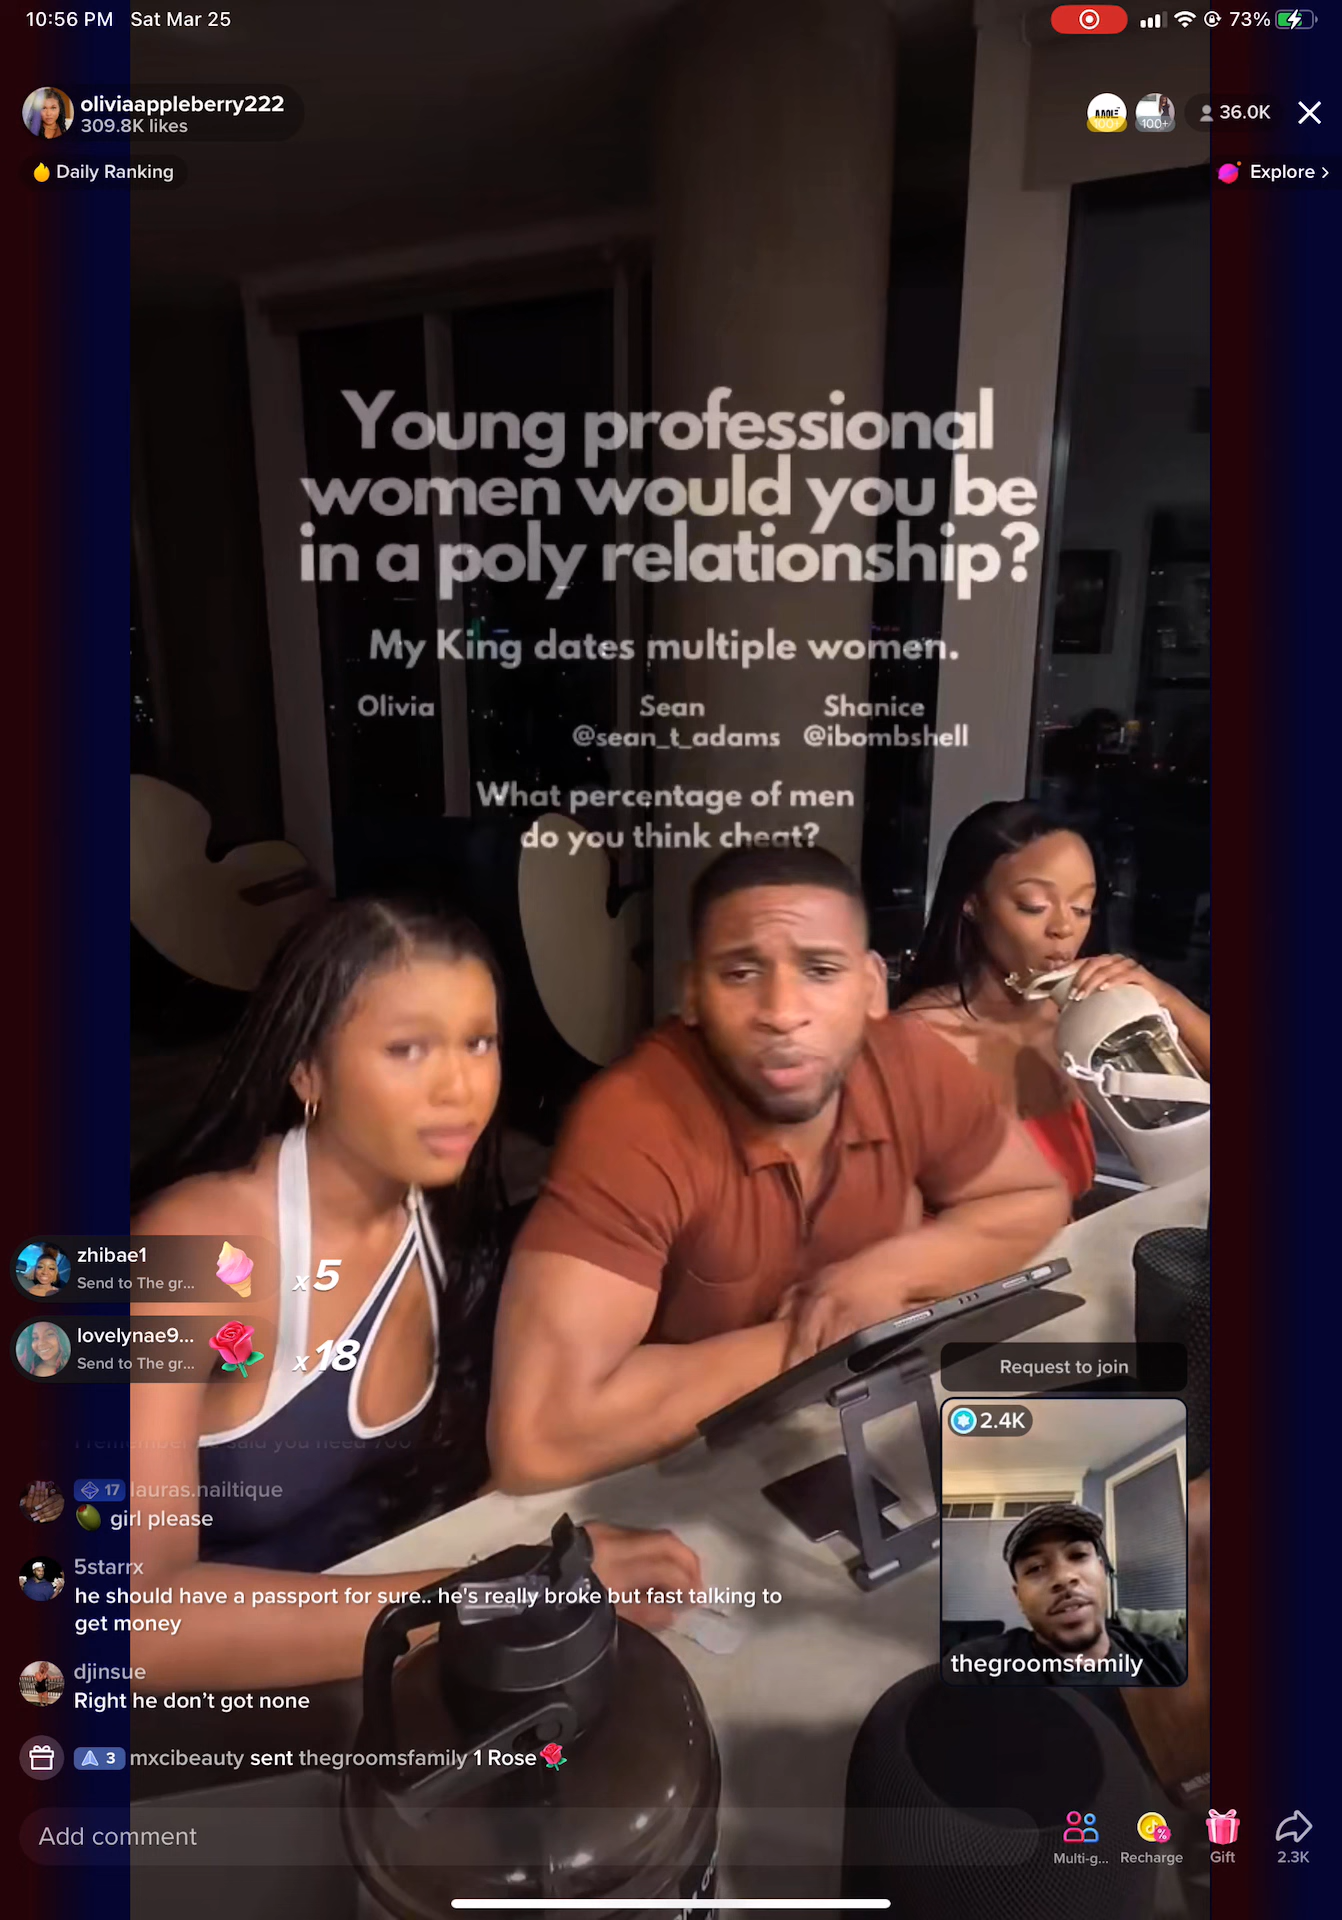 10:56 PM Sat Mar 25
73%
oliviaappleberry222
309.8K likes
100+
100+
36.0K
Daily Ranking
Explore >
Young professional
women would you be
in a poly relationship?
My King dates multiple women.
Olivia Sean Shanice
@sean_t_adams @ibombshell
What percentage of men
do you think cheat?
zhibae1
Send to The gr...
x5
lovelynae9...
Send to The gr...
x18
Request to join
2.4K
thegroomsfamily
17 lauras.nailtique
girl please
5starrx
he should have a passport for sure.. he's really broke but fast talking to
get money
djinsue
Right he don't got none
3 mxcibeauty sent thegroomsfamily 1 Rose
Add comment
Multi-g...
Recharge
Gift
2.3K